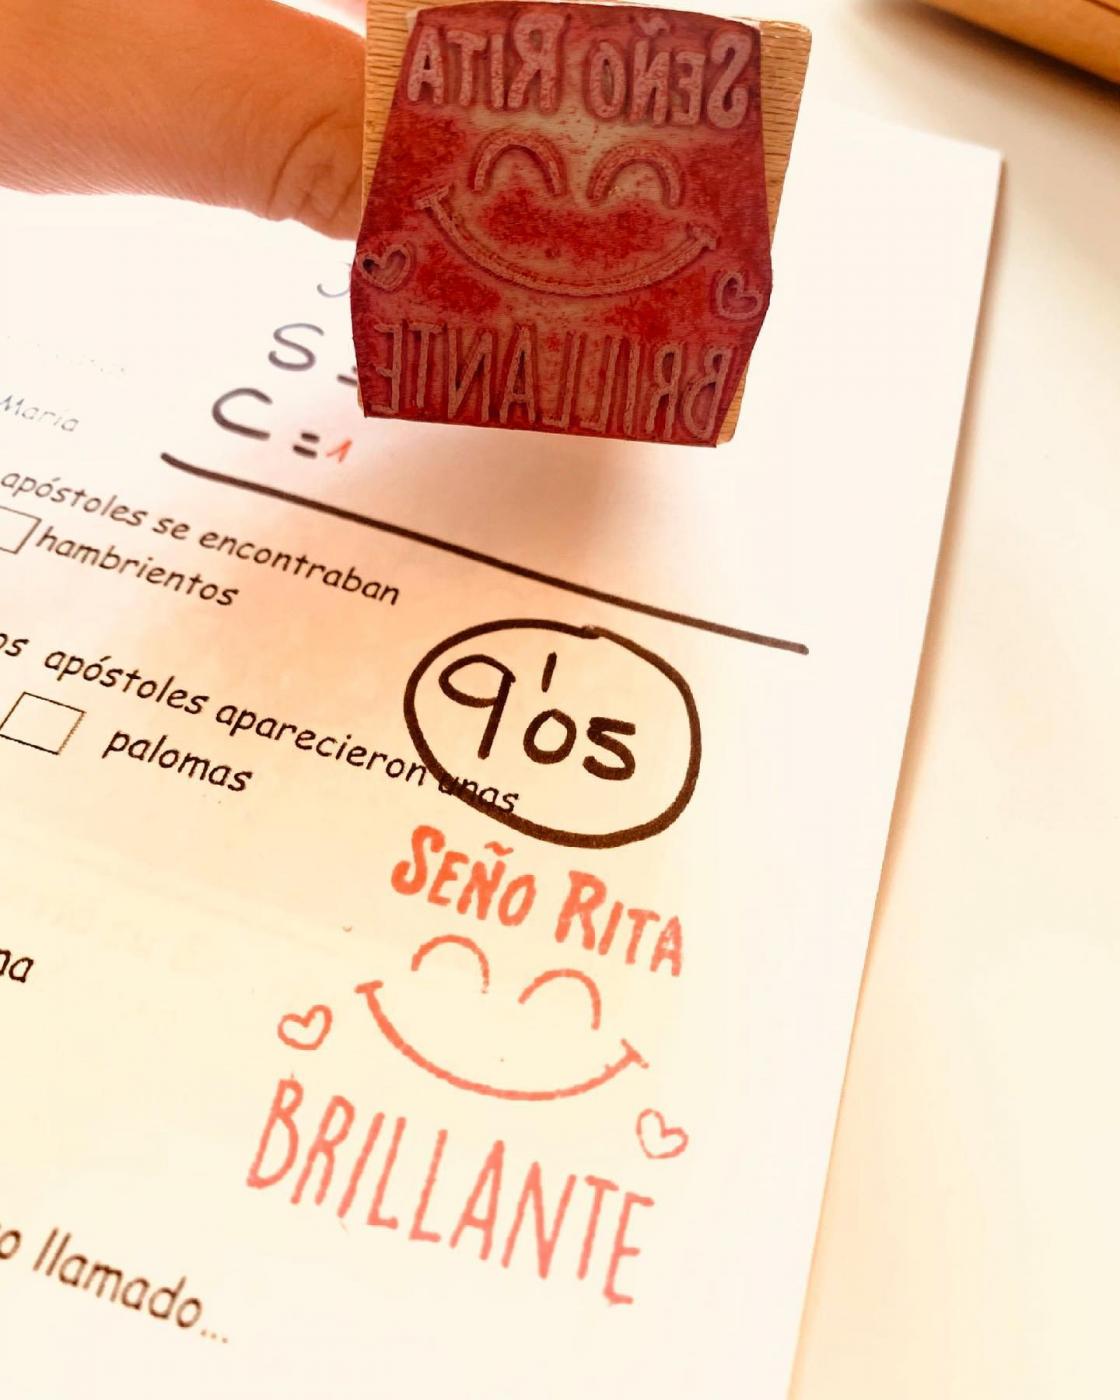 SEÑO RITA
BRILLANTE
S =
C = 1
María
apóstoles se encontraban
hambrientos
os apóstoles aparecieron unas
palomas
9'05
SEÑO RITA
BRILLANTE
na
o llamado...